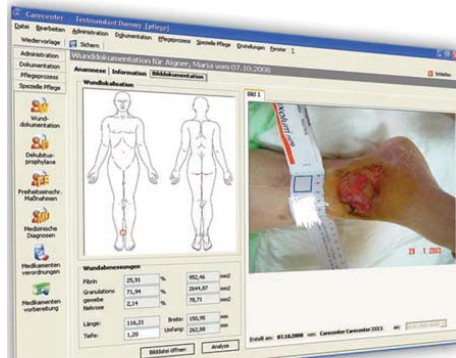 Carecenter - Testmandant Dummy [pflege]
Datei Bearbeiten Administration Dokumentation Pflegeprozess Spezielle Pflege Einstellungen Fenster ?
Wiedervorlage Sichern
Wunddokumentation für Aigner, Maria vom 07.10.2008
Schließen
Administration
Dokumentation
Pflegeprozess
Spezielle Pflege
Wund-
dokumentation
Dekubitus-
prophylaxe
Freiheitseinschr.
Maßnahmen
Medizinische
Diagnosen
Medikamenten
verordnungen
Medikamenten
vorbereitung
Anamnese Information Bilddokumentation
Wundlokalisation
Wundabmessungen
Fibrin 25,91 % 952,46 mm2
Granulations
gewebe 71,94 % 2644,87 mm2
Nekrose 2,14 % 78,71 mm2
Länge: 116,21 Breite: 150,95 mm
Tiefe: 1,20 Umfang: 262,88 mm
Bilddatei öffnen Analyse
Bild 1
Erstellt am: 07.10.2008 von: Carecenter Carecenter am: